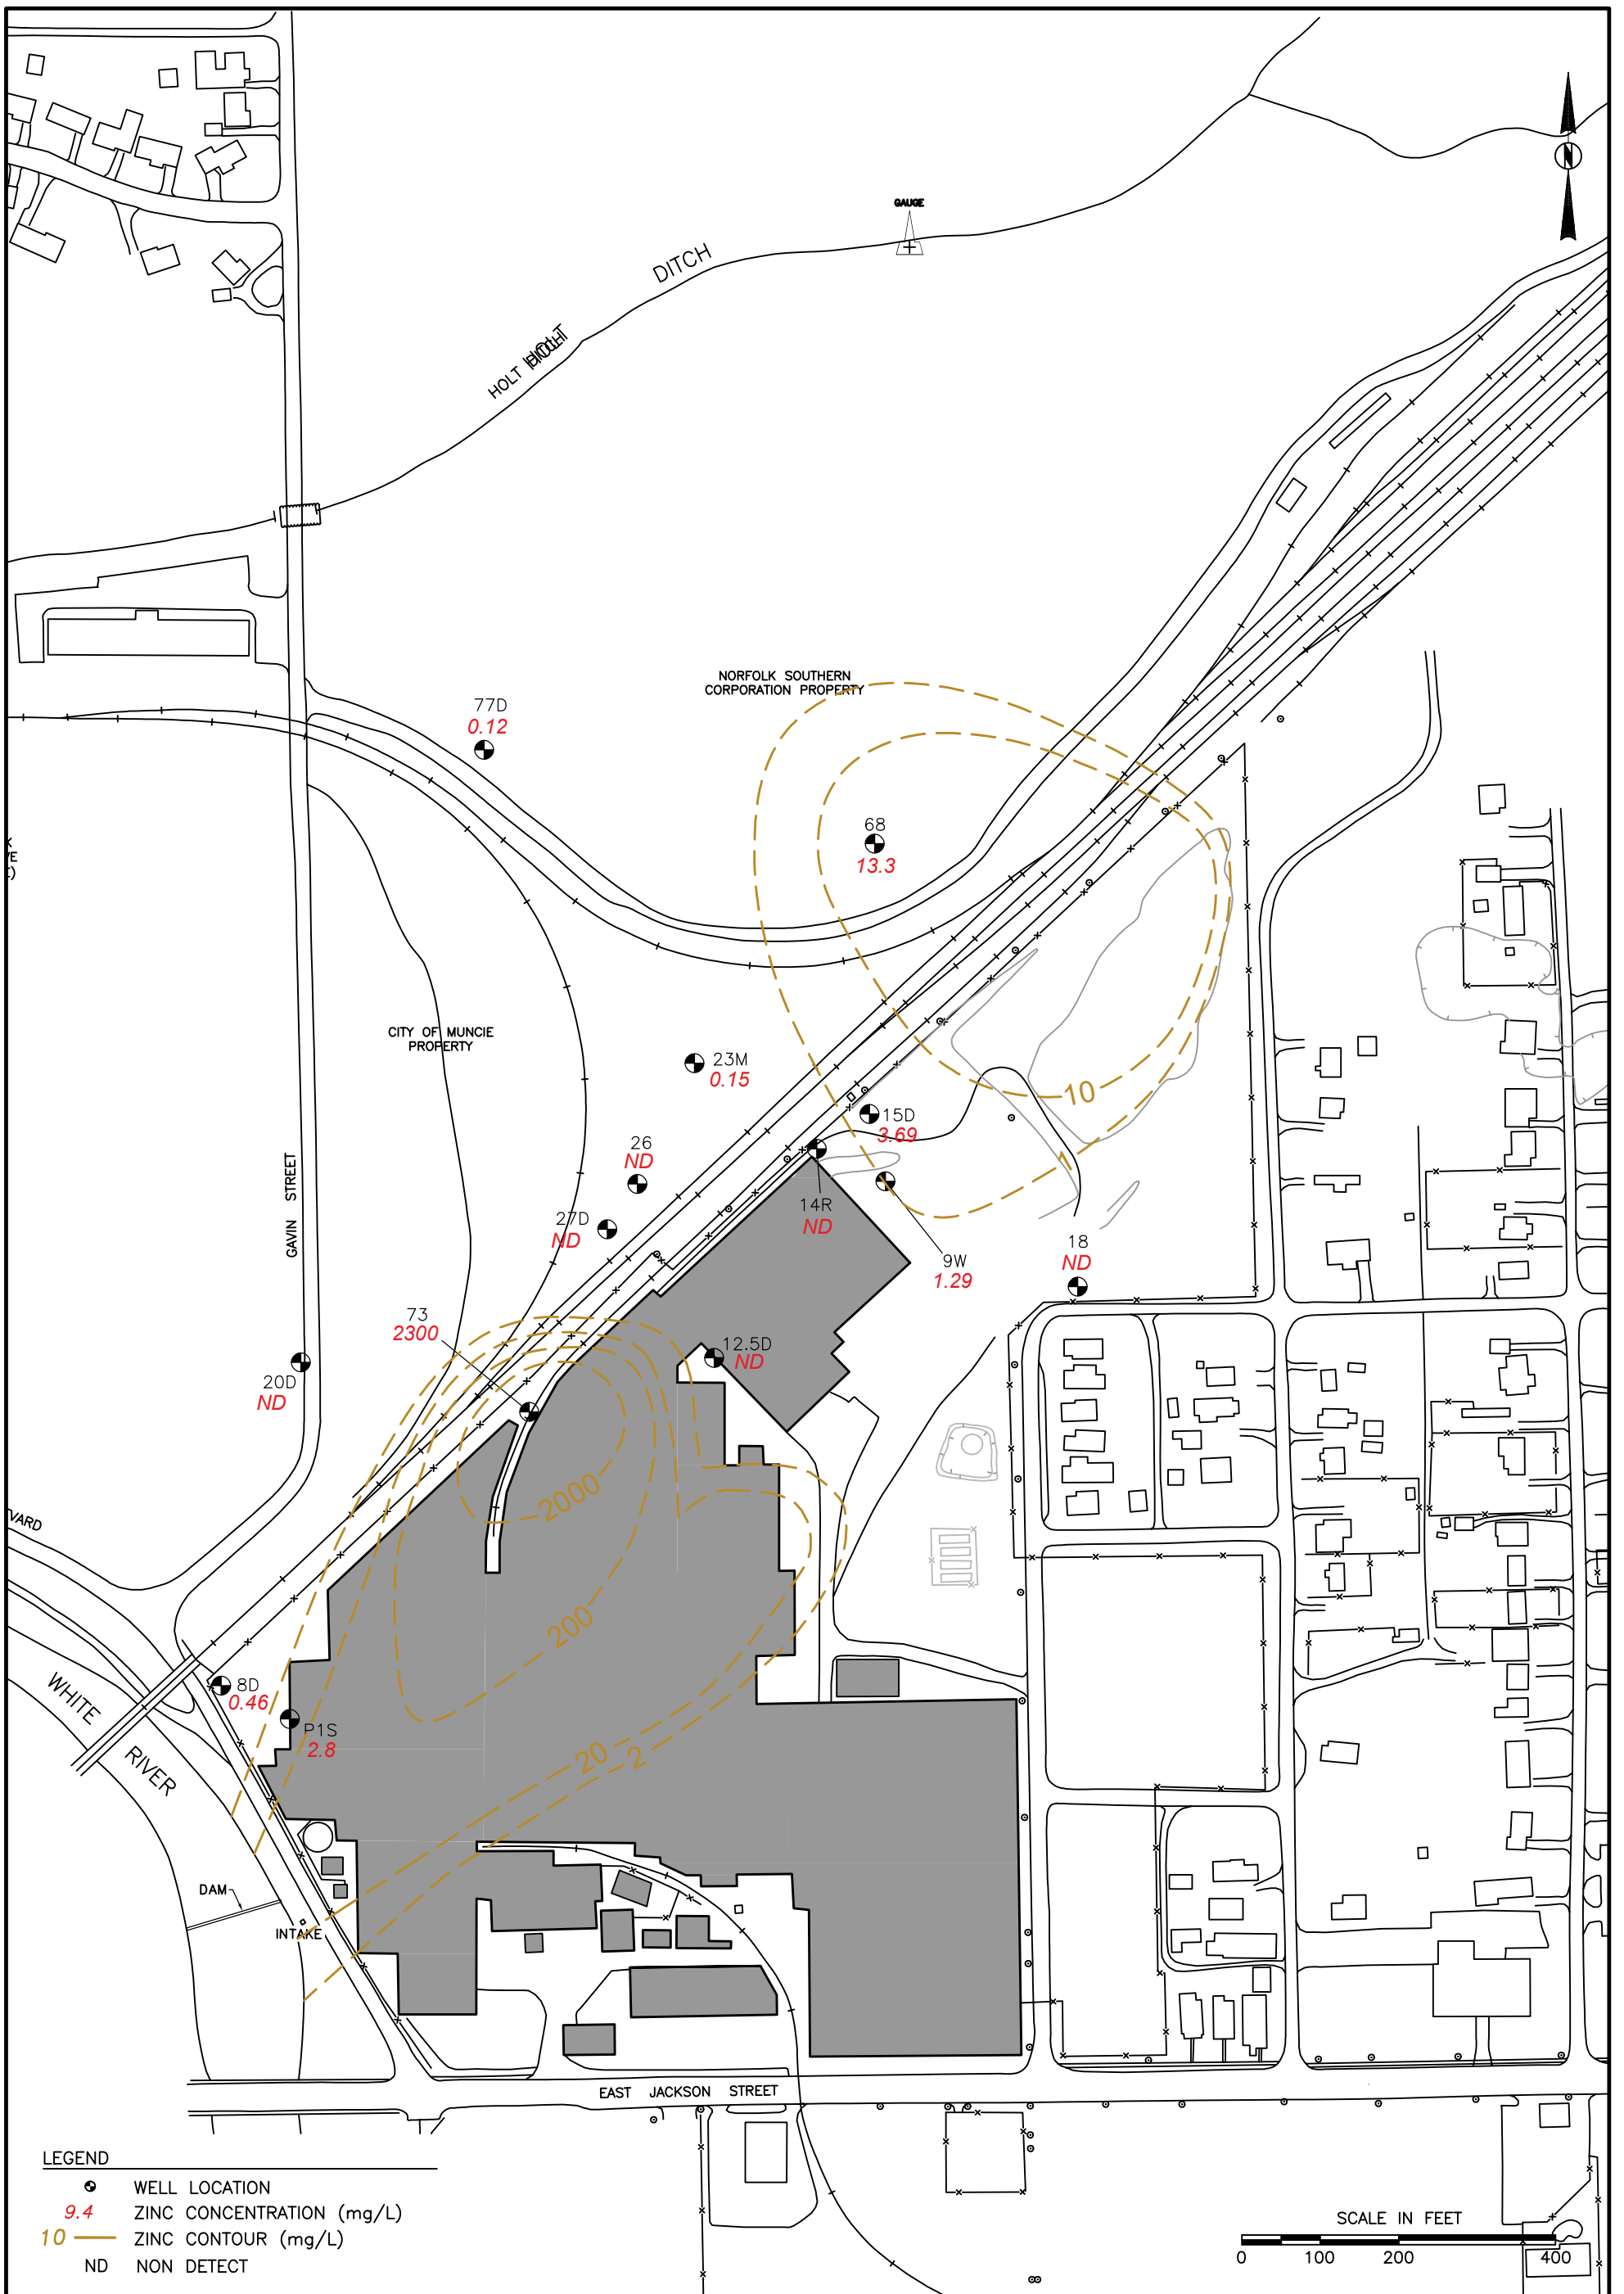 GAUGE
DITCH
HOLT
HOLT DITCH
NORFOLK SOUTHERN
CORPORATION PROPERTY
77D
0.12
68
13.3
CITY OF MUNCIE
PROPERTY
23M
0.15
10
15D
3.69
26
ND
1
GAVIN STREET
14R
ND
27D
ND
18
ND
9W
1.29
73
2300
12.5D
ND
20D
ND
2000
VARD
200
WHITE
RIVER
8D
0.46
P1S
2.8
20
2
DAM
INTAKE
EAST JACKSON STREET
LEGEND
WELL LOCATION
9.4 ZINC CONCENTRATION (mg/L)
10 ZINC CONTOUR (mg/L)
ND NON DETECT
SCALE IN FEET
0 100 200 400